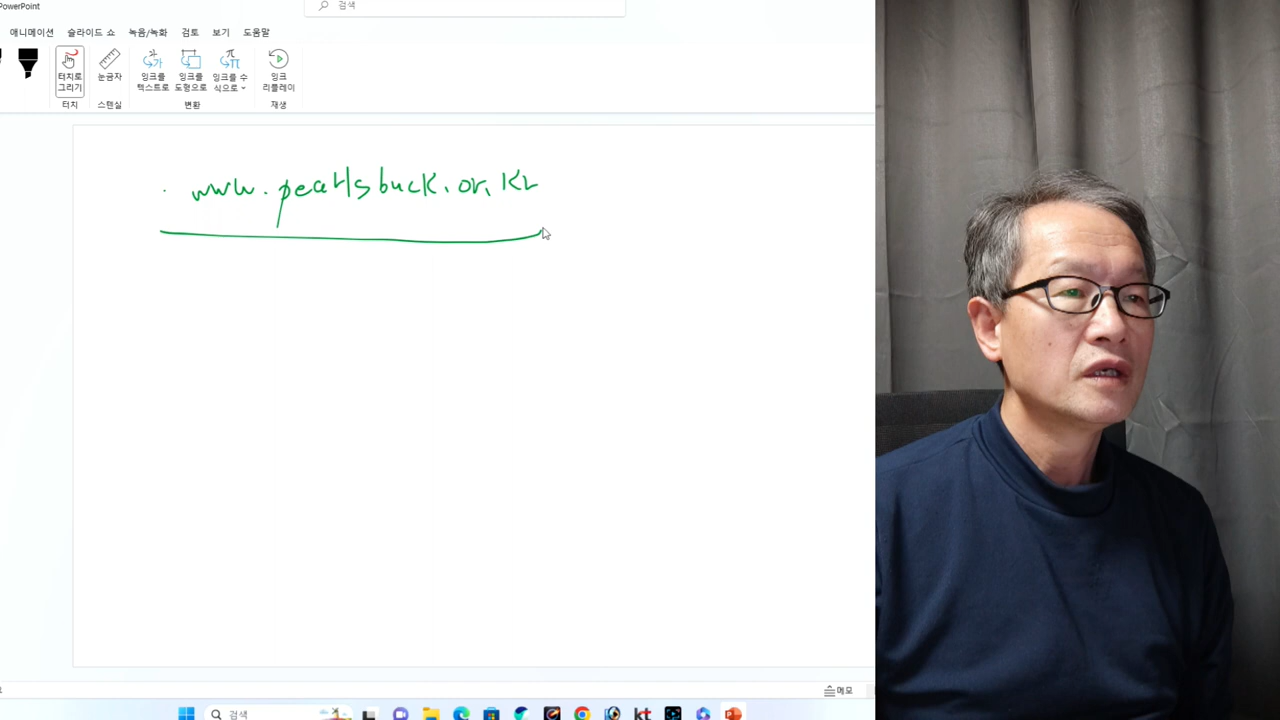 PowerPoint
검색
애니메이션 슬라이드 쇼 녹음/녹화 검토 보기 도움말
터치로 그리기 눈금자 잉크를 텍스트로 잉크를 도형으로 잉크를 수식으로 잉크 리플레이
터치 스텐실 변환 재생
www.pearlsbuck.or.kr
메모
검색
kt